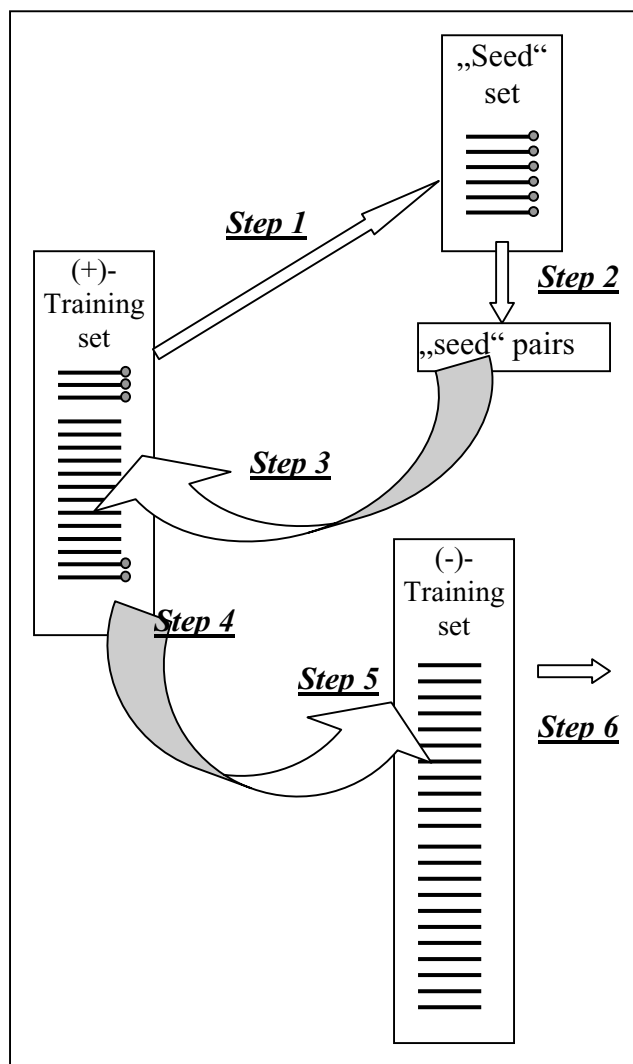 „Seed“
set
Step 1
(+)-
Training
set
Step 2
„seed“ pairs
Step 3
(-)-
Training
set
Step 4
Step 5
Step 6